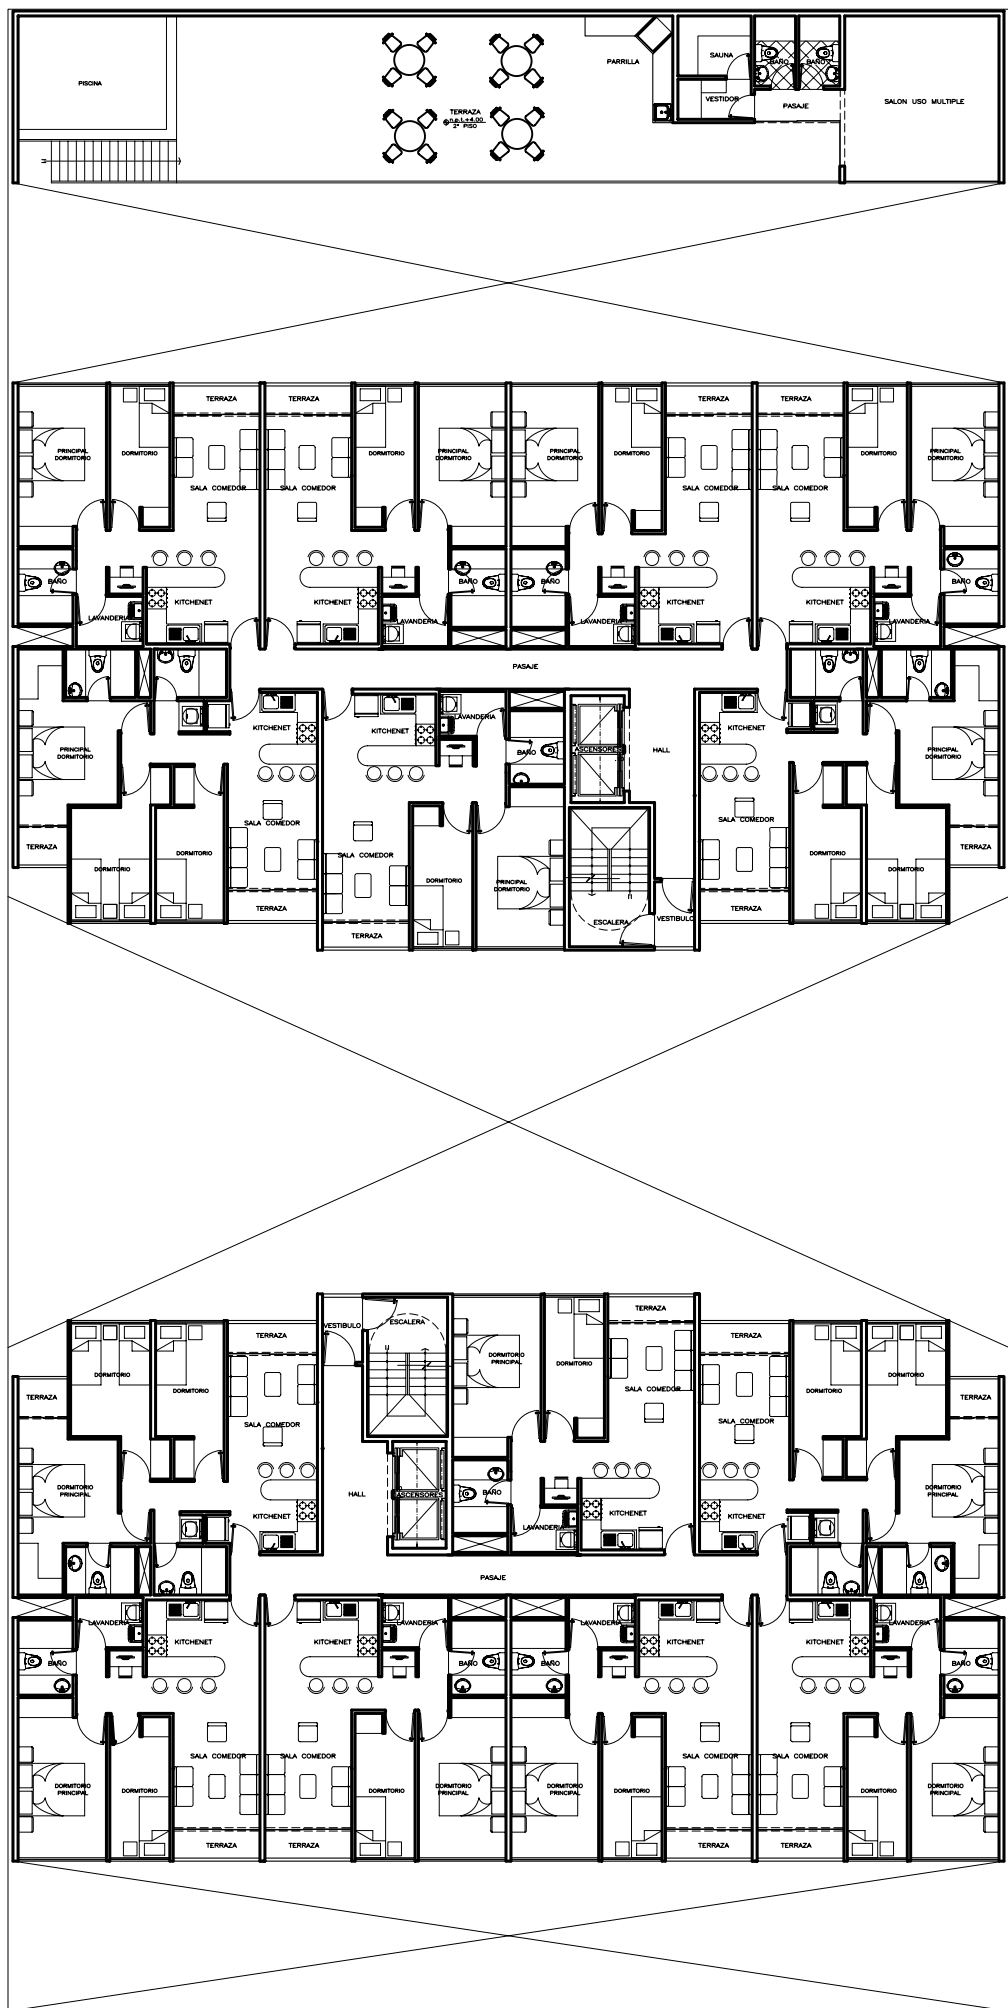 PISCINA
TERRAZA
n.p.t.+4.00
2° PISO
PARRILLA
SAUNA
VESTIDOR
BAÑO
BAÑO
PASAJE
SALON USO MULTIPLE
TERRAZA
TERRAZA
TERRAZA
TERRAZA
PRINCIPAL
DORMITORIO
DORMITORIO
DORMITORIO
PRINCIPAL
DORMITORIO
PRINCIPAL
DORMITORIO
DORMITORIO
DORMITORIO
PRINCIPAL
DORMITORIO
SALA COMEDOR
SALA COMEDOR
SALA COMEDOR
SALA COMEDOR
BAÑO
BAÑO
BAÑO
BAÑO
KITCHENET
KITCHENET
KITCHENET
KITCHENET
LAVANDERIA
LAVANDERIA
LAVANDERIA
LAVANDERIA
PASAJE
LAVANDERIA
KITCHENET
KITCHENET
KITCHENET
PRINCIPAL
DORMITORIO
BAÑO
ASCENSORES
HALL
PRINCIPAL
DORMITORIO
SALA COMEDOR
SALA COMEDOR
SALA COMEDOR
TERRAZA
DORMITORIO
DORMITORIO
DORMITORIO
PRINCIPAL
DORMITORIO
DORMITORIO
DORMITORIO
TERRAZA
TERRAZA
TERRAZA
TERRAZA
ESCALERA
VESTIBULO
TERRAZA
ESCALERA
VESTIBULO
TERRAZA
TERRAZA
TERRAZA
DORMITORIO
DORMITORIO
DORMITORIO
PRINCIPAL
DORMITORIO
DORMITORIO
DORMITORIO
TERRAZA
SALA COMEDOR
SALA COMEDOR
SALA COMEDOR
DORMITORIO
PRINCIPAL
HALL
ASCENSORES
BAÑO
DORMITORIO
PRINCIPAL
KITCHENET
KITCHENET
KITCHENET
LAVANDERIA
PASAJE
LAVANDERIA
LAVANDERIA
LAVANDERIA
LAVANDERIA
KITCHENET
KITCHENET
KITCHENET
KITCHENET
BAÑO
BAÑO
BAÑO
BAÑO
SALA COMEDOR
SALA COMEDOR
SALA COMEDOR
SALA COMEDOR
DORMITORIO
PRINCIPAL
DORMITORIO
DORMITORIO
DORMITORIO
PRINCIPAL
DORMITORIO
PRINCIPAL
DORMITORIO
DORMITORIO
DORMITORIO
PRINCIPAL
TERRAZA
TERRAZA
TERRAZA
TERRAZA